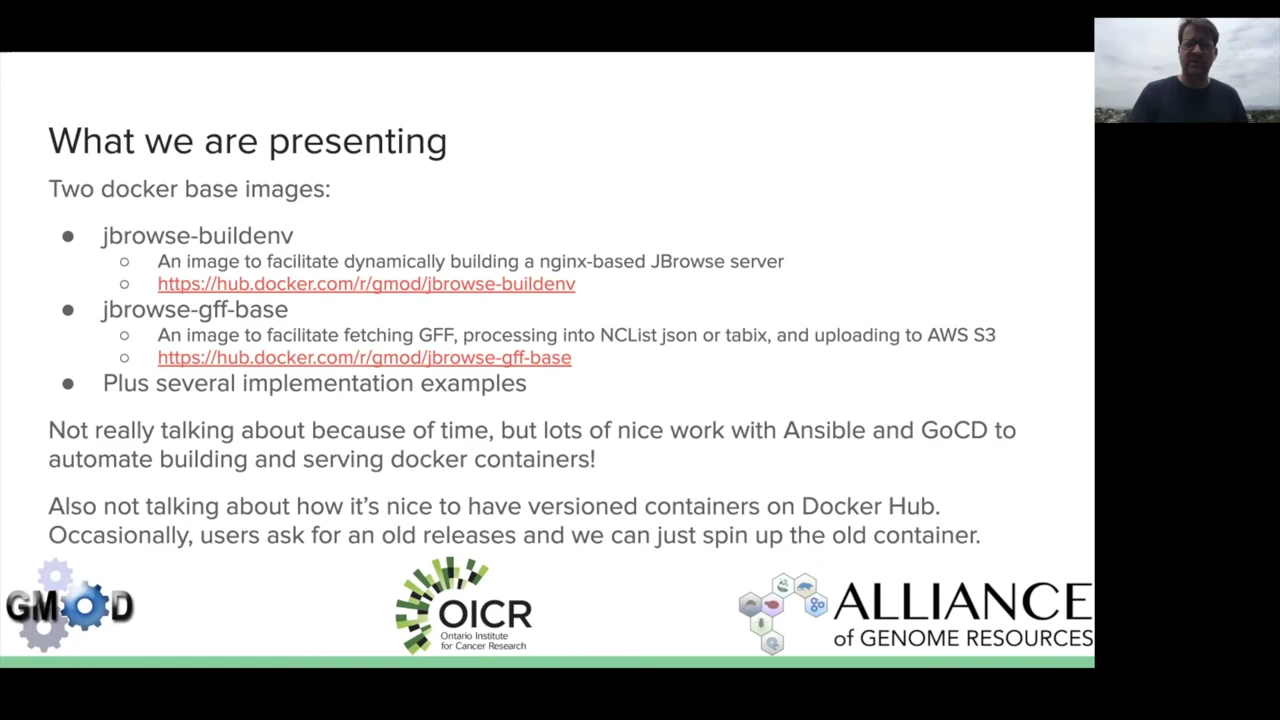 What we are presenting
Two docker base images:
● jbrowse-buildenv
○ An image to facilitate dynamically building a nginx-based JBrowse server
○ https://hub.docker.com/r/gmod/jbrowse-buildenv
● jbrowse-gff-base
○ An image to facilitate fetching GFF, processing into NCList json or tabix, and uploading to AWS S3
○ https://hub.docker.com/r/gmod/jbrowse-gff-base
● Plus several implementation examples
Not really talking about because of time, but lots of nice work with Ansible and GoCD to
automate building and serving docker containers!
Also not talking about how it’s nice to have versioned containers on Docker Hub.
Occasionally, users ask for an old releases and we can just spin up the old container.
GMOD
OICR
Ontario Institute
for Cancer Research
ALLIANCE
of GENOME RESOURCES